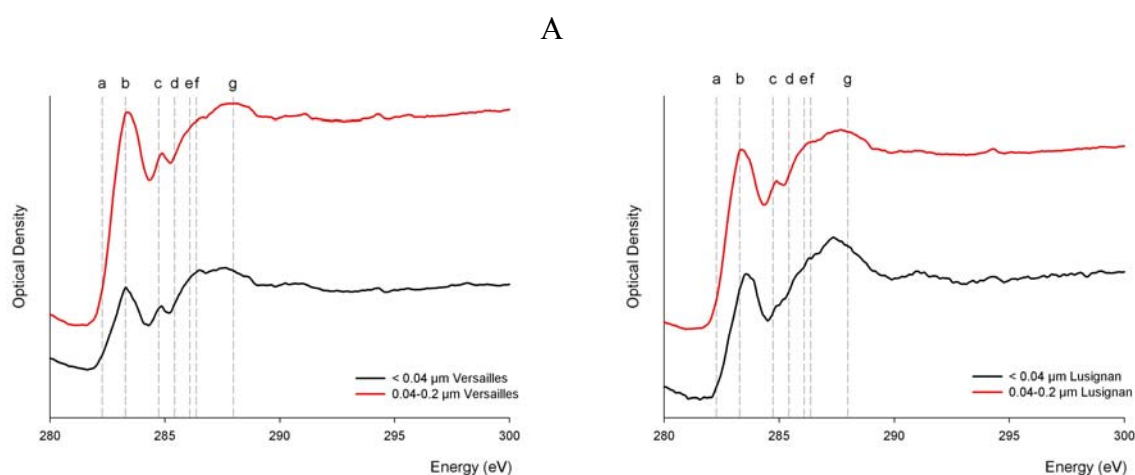 A
a b c d e f g
a b c d e f g
Optical Density
Optical Density
< 0.04 µm Versailles
0.04-0.2 µm Versailles
< 0.04 µm Lusignan
0.04-0.2 µm Lusignan
280 285 290 295 300
280 285 290 295 300
Energy (eV)
Energy (eV)